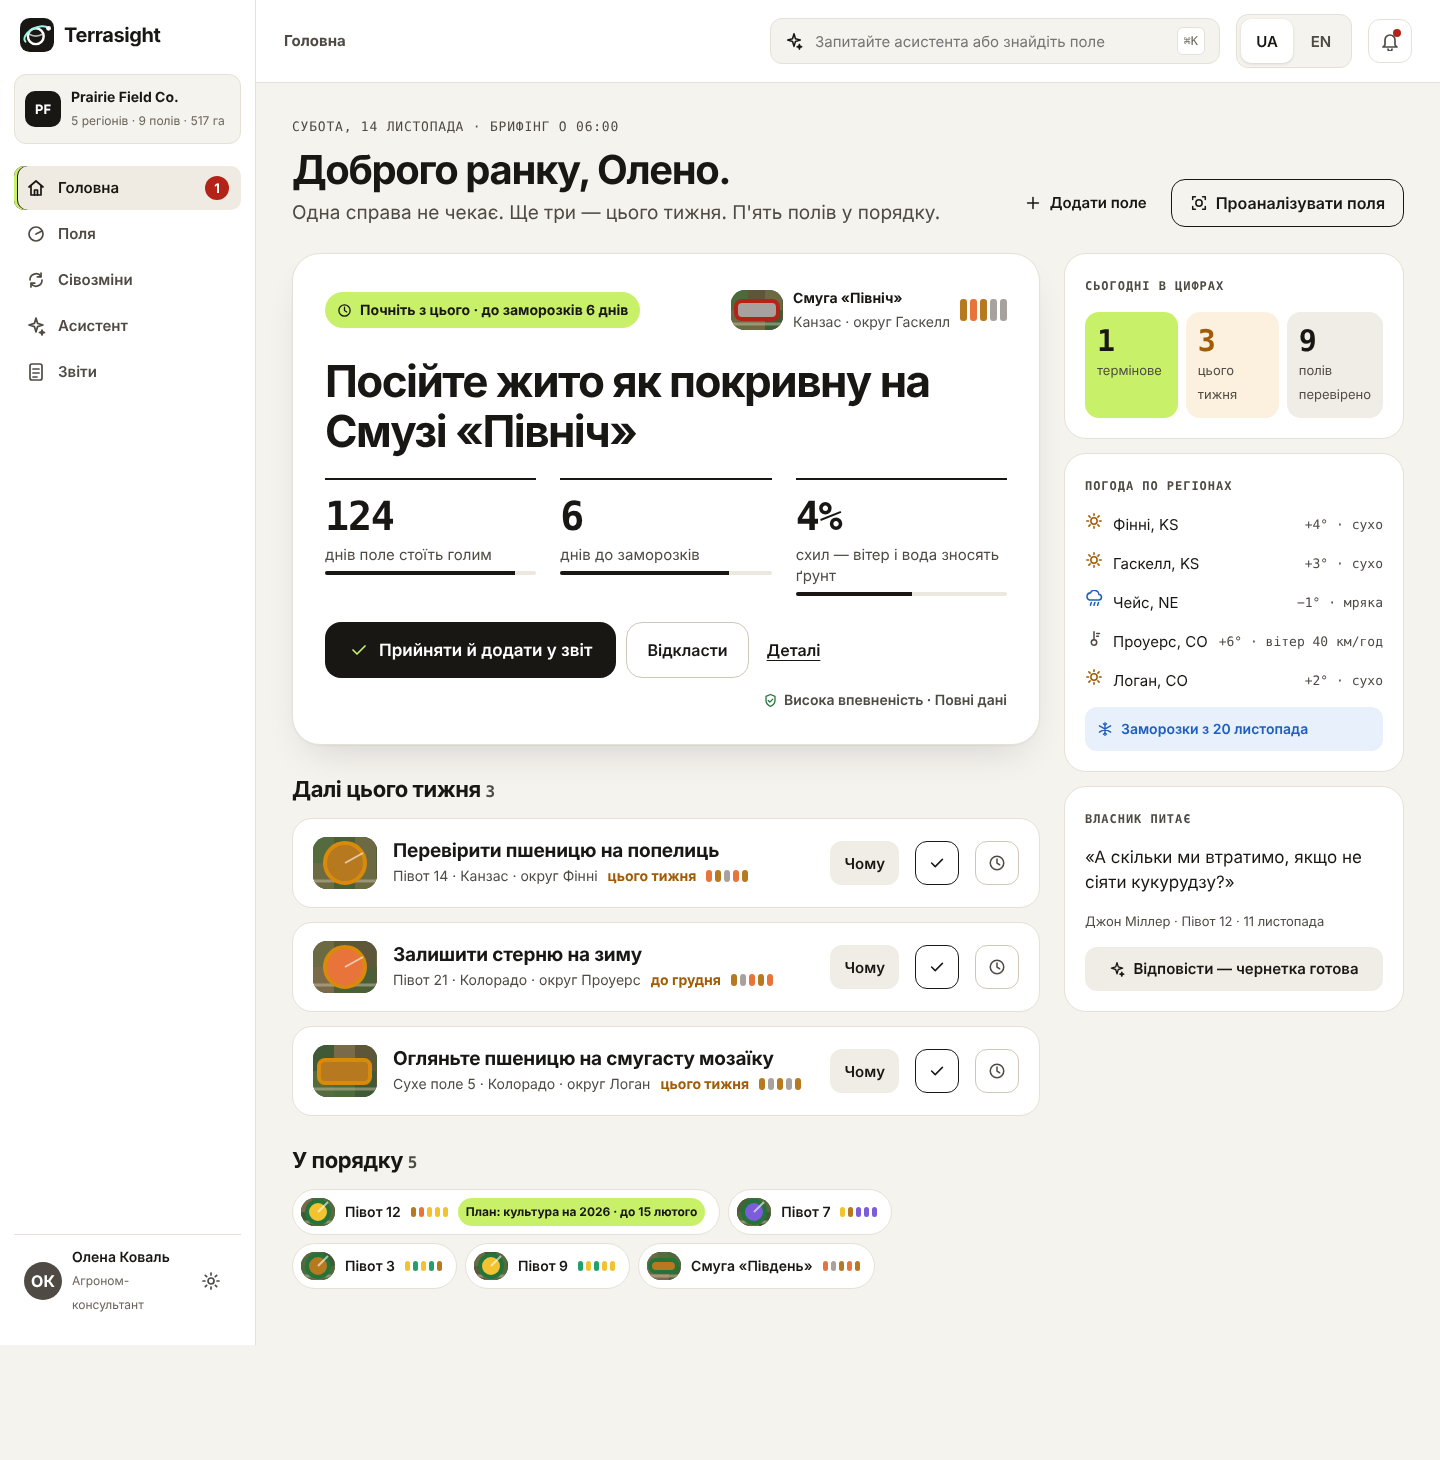 Terrasight
PF
Prairie Field Co.
5 регіонів · 9 полів · 517 га
Головна
1
Поля
Сівозміни
Асистент
Звіти
ОК
Олена Коваль
Агроном-
консультант
Головна
Запитайте асистента або знайдіть поле
⌘K
UA
EN
СУБОТА, 14 ЛИСТОПАДА · БРИФІНГ О 06:00
Доброго ранку, Олено.
Одна справа не чекає. Ще три — цього тижня. П'ять полів у порядку.
Додати поле
Проаналізувати поля
Почніть з цього · до заморозків 6 днів
Смуга «Північ»
Канзас · округ Гаскелл
Посійте жито як покривну на
Смузі «Північ»
124
днів поле стоїть голим
6
днів до заморозків
4%
схил — вітер і вода зносять
ґрунт
Прийняти й додати у звіт
Відкласти
Деталі
Висока впевненість · Повні дані
Далі цього тижня 3
Перевірити пшеницю на попелиць
Півот 14 · Канзас · округ Фінні цього тижня
Чому
Залишити стерню на зиму
Півот 21 · Колорадо · округ Проуерс до грудня
Чому
Огляньте пшеницю на смугасту мозаїку
Сухе поле 5 · Колорадо · округ Логан цього тижня
Чому
У порядку 5
Півот 12
План: культура на 2026 · до 15 лютого
Півот 7
Півот 3
Півот 9
Смуга «Південь»
СЬОГОДНІ В ЦИФРАХ
1
термінове
3
цього
тижня
9
полів
перевірено
ПОГОДА ПО РЕГІОНАХ
Фінні, KS +4° · сухо
Гаскелл, KS +3° · сухо
Чейс, NE −1° · мряка
Проуерс, CO +6° · вітер 40 км/год
Логан, CO +2° · сухо
Заморозки з 20 листопада
ВЛАСНИК ПИТАЄ
«А скільки ми втратимо, якщо не
сіяти кукурудзу?»
Джон Міллер · Півот 12 · 11 листопада
Відповісти — чернетка готова